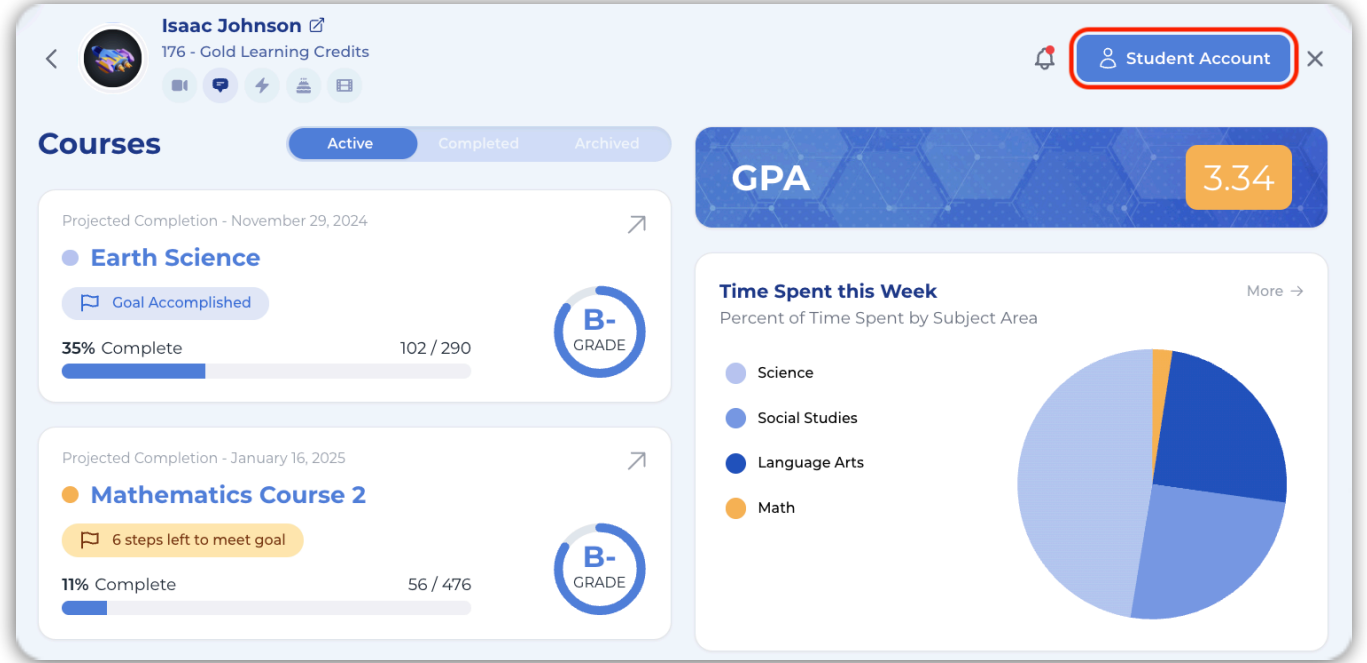 Isaac Johnson
176 - Gold Learning Credits
Student Account
Courses
Active
Completed
Archived
Projected Completion - November 29, 2024
Earth Science
Goal Accomplished
35% Complete
102 / 290
B-
GRADE
Projected Completion - January 16, 2025
Mathematics Course 2
6 steps left to meet goal
11% Complete
56 / 476
B-
GRADE
GPA
3.34
Time Spent this Week
More
Percent of Time Spent by Subject Area
Science
Social Studies
Language Arts
Math